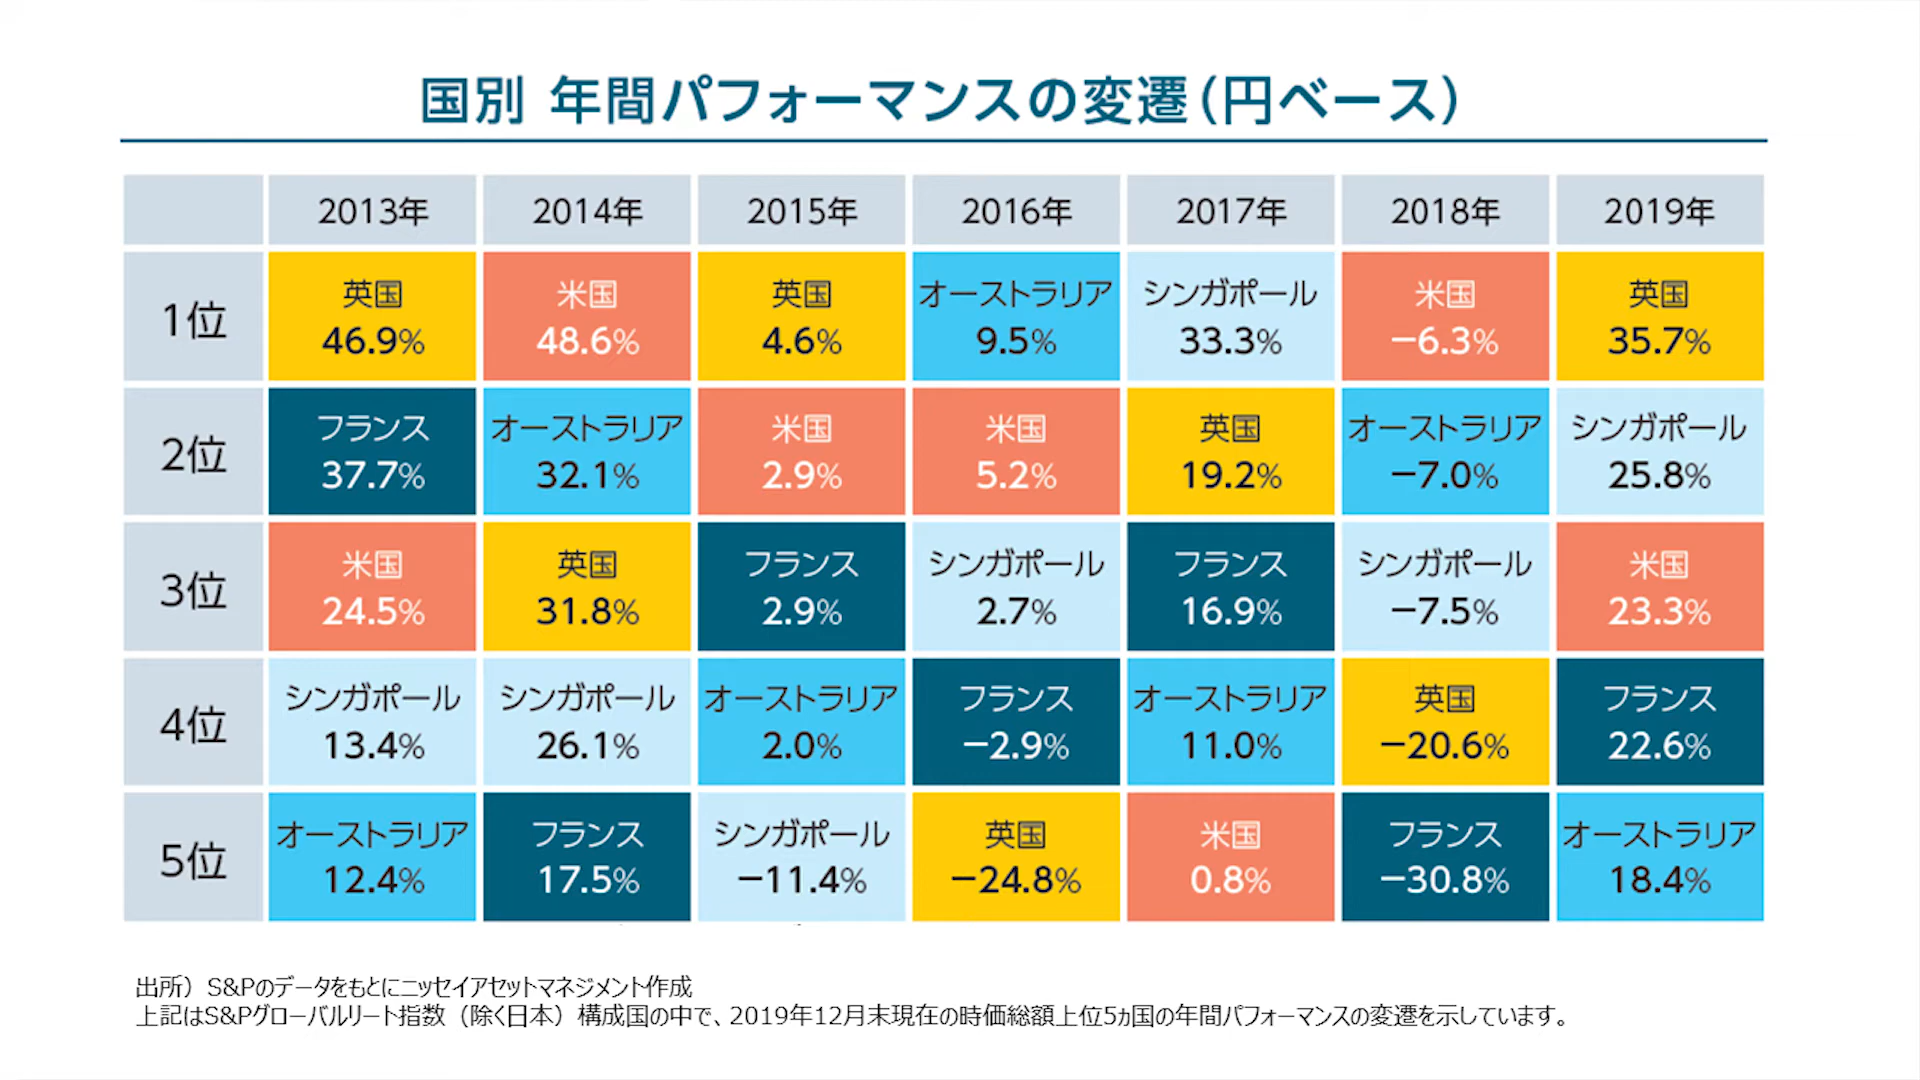 国別 年間パフォーマンスの変遷（円ベース）
2013年 2014年 2015年 2016年 2017年 2018年 2019年
1位
英国 米国 英国 オーストラリア シンガポール 米国 英国
46.9% 48.6% 4.6% 9.5% 33.3% −6.3% 35.7%
2位
フランス オーストラリア 米国 米国 英国 オーストラリア シンガポール
37.7% 32.1% 2.9% 5.2% 19.2% −7.0% 25.8%
3位
米国 英国 フランス シンガポール フランス シンガポール 米国
24.5% 31.8% 2.9% 2.7% 16.9% −7.5% 23.3%
4位
シンガポール シンガポール オーストラリア フランス オーストラリア 英国 フランス
13.4% 26.1% 2.0% −2.9% 11.0% −20.6% 22.6%
5位
オーストラリア フランス シンガポール 英国 米国 フランス オーストラリア
12.4% 17.5% −11.4% −24.8% 0.8% −30.8% 18.4%
出所）S&Pのデータをもとにニッセイアセットマネジメント作成
上記はS&Pグローバルリート指数（除く日本）構成国の中で、2019年12月末現在の時価総額上位5ヵ国の年間パフォーマンスの変遷を示しています。